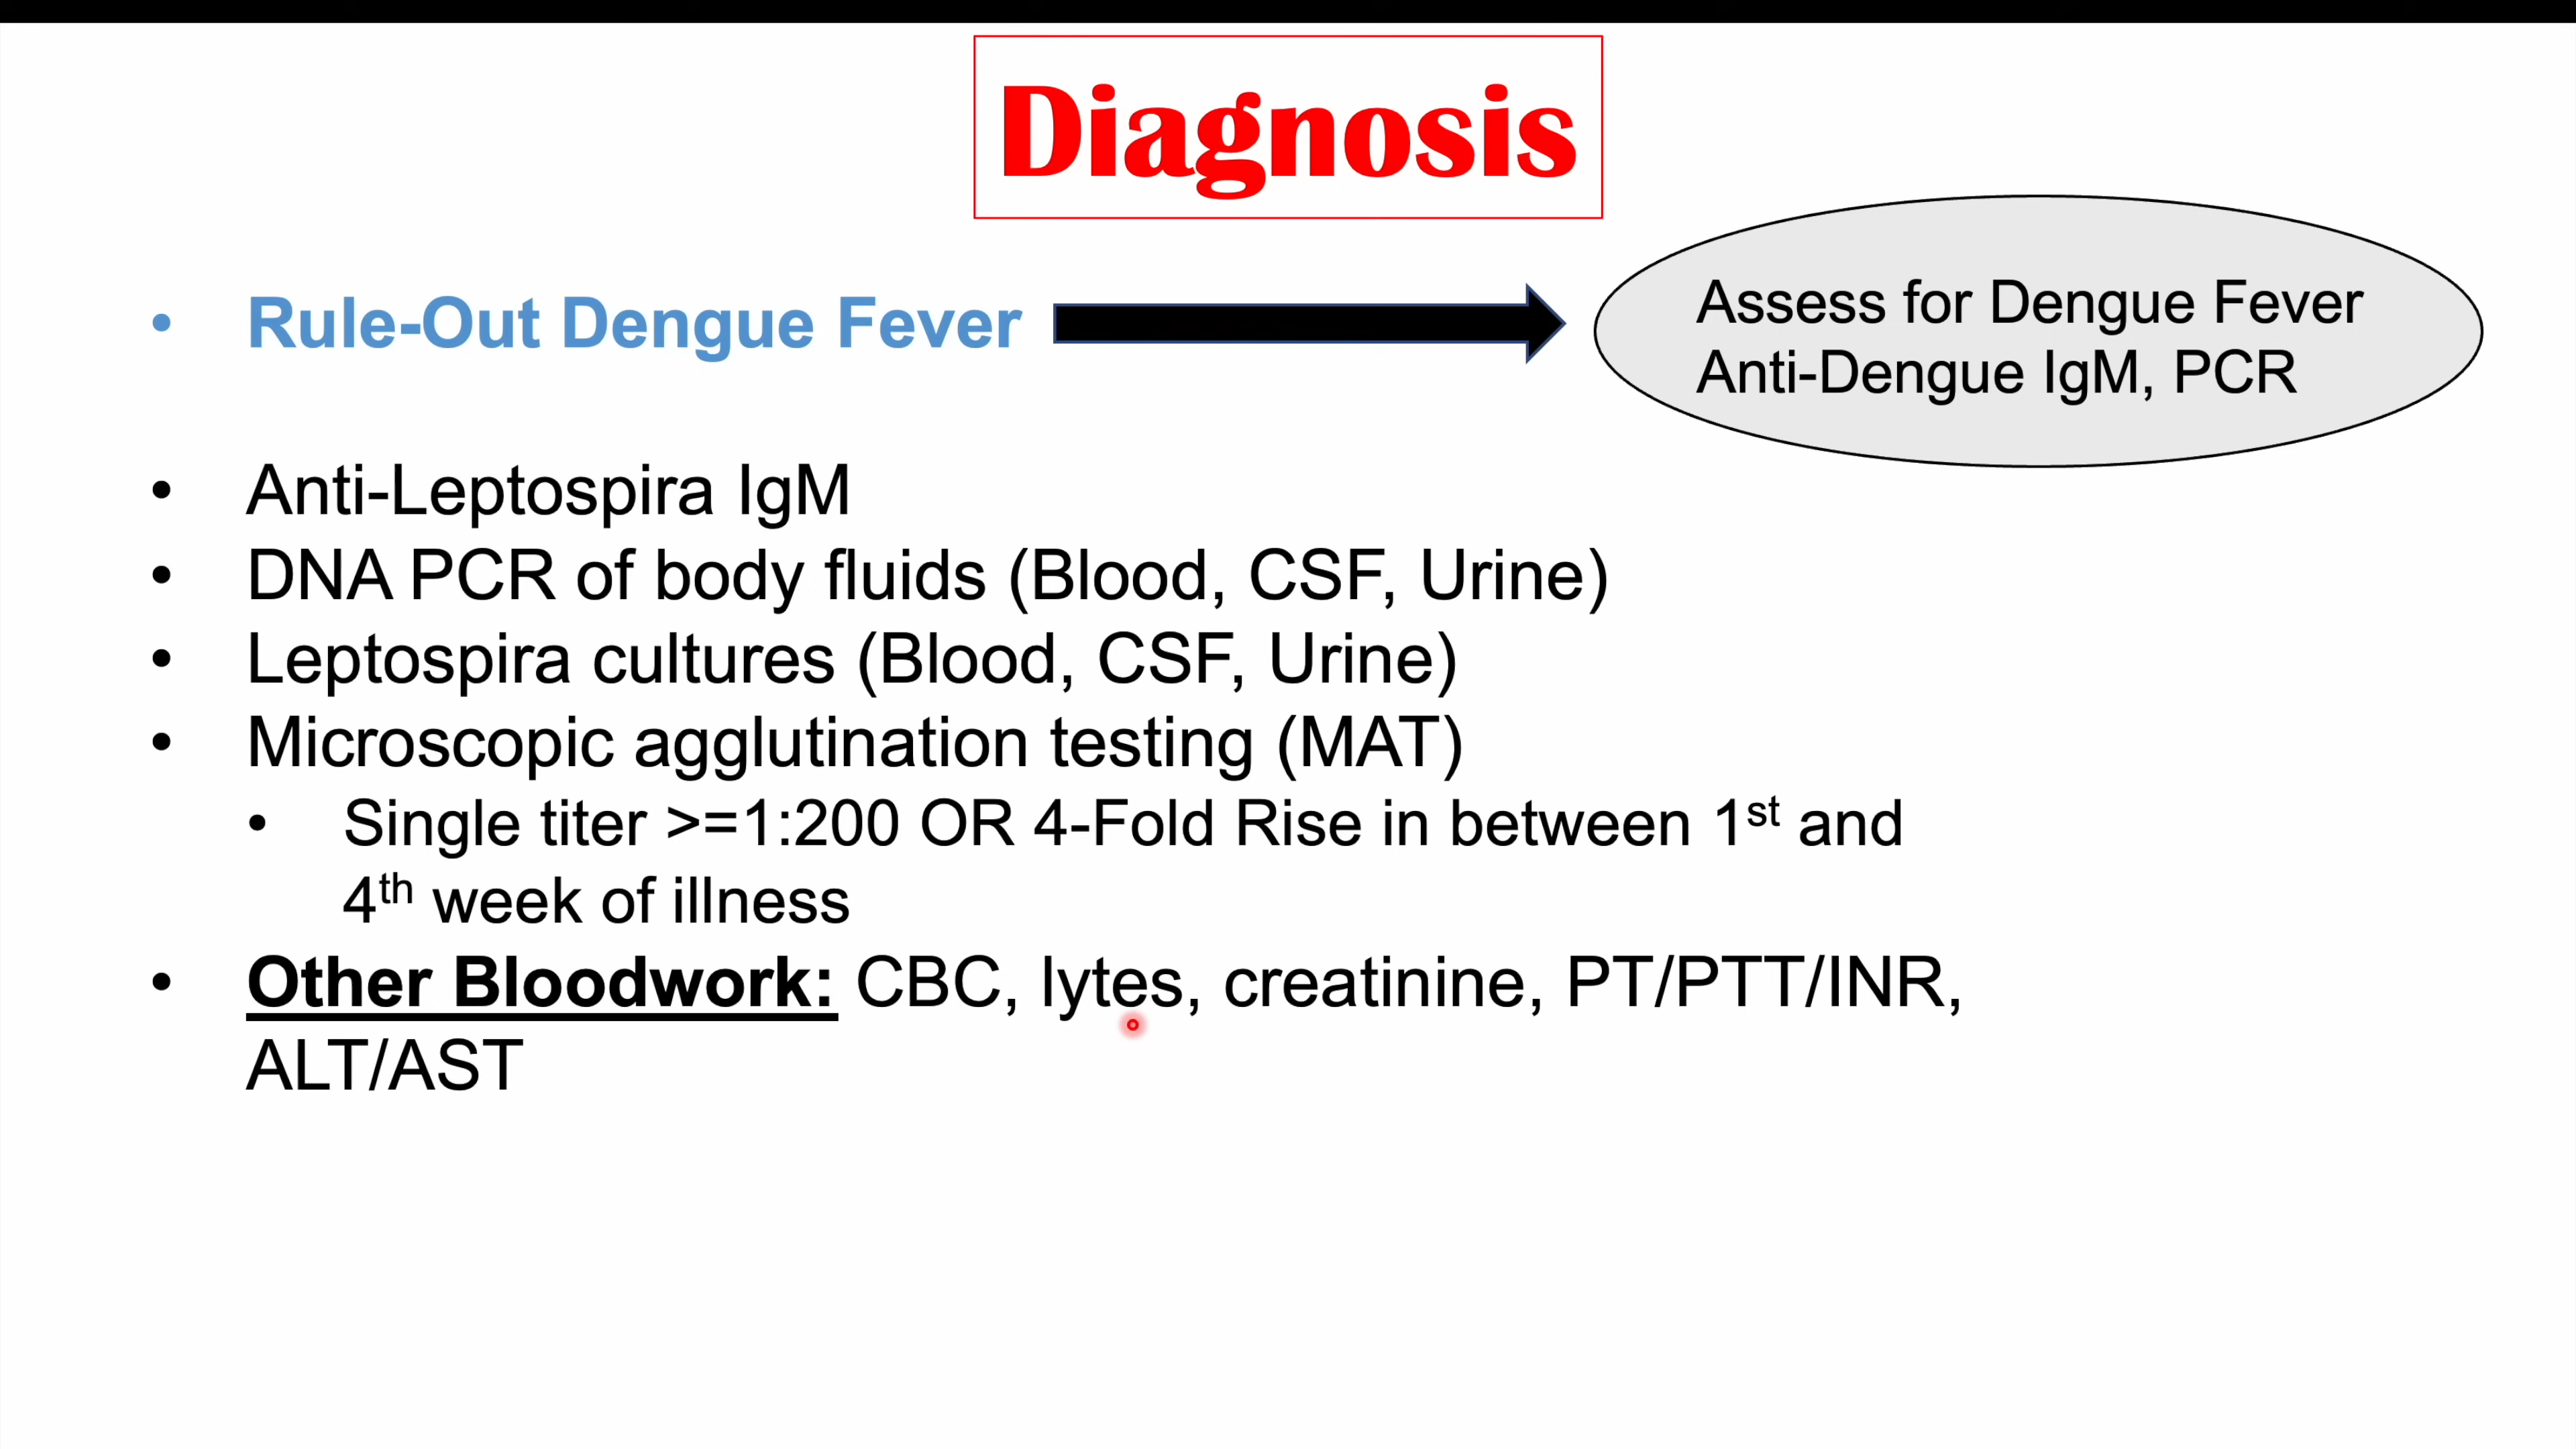 Diagnosis
• Rule-Out Dengue Fever
Assess for Dengue Fever
Anti-Dengue IgM, PCR
• Anti-Leptospira IgM
• DNA PCR of body fluids (Blood, CSF, Urine)
• Leptospira cultures (Blood, CSF, Urine)
• Microscopic agglutination testing (MAT)
• Single titer >=1:200 OR 4-Fold Rise in between 1st and
4th week of illness
• Other Bloodwork: CBC, lytes, creatinine, PT/PTT/INR,
ALT/AST